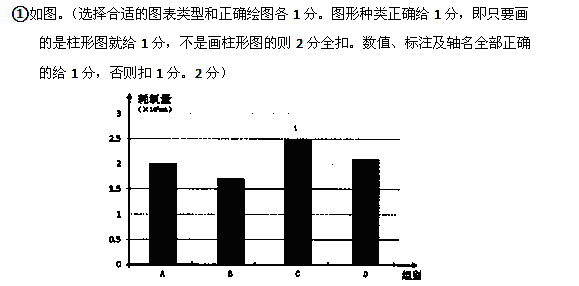 ①如图。(选择合适的图表类型和正确绘图各 1 分。图形种类正确给 1 分，即只要画
的是柱形图就给 1 分，不是画柱形图的则 2 分全扣。数值、标注及轴名全部正确
的给 1 分，否则扣 1 分。2 分)
耗氧量
3
2.5
2
1.5
1
0.5
0
A B C D 组别